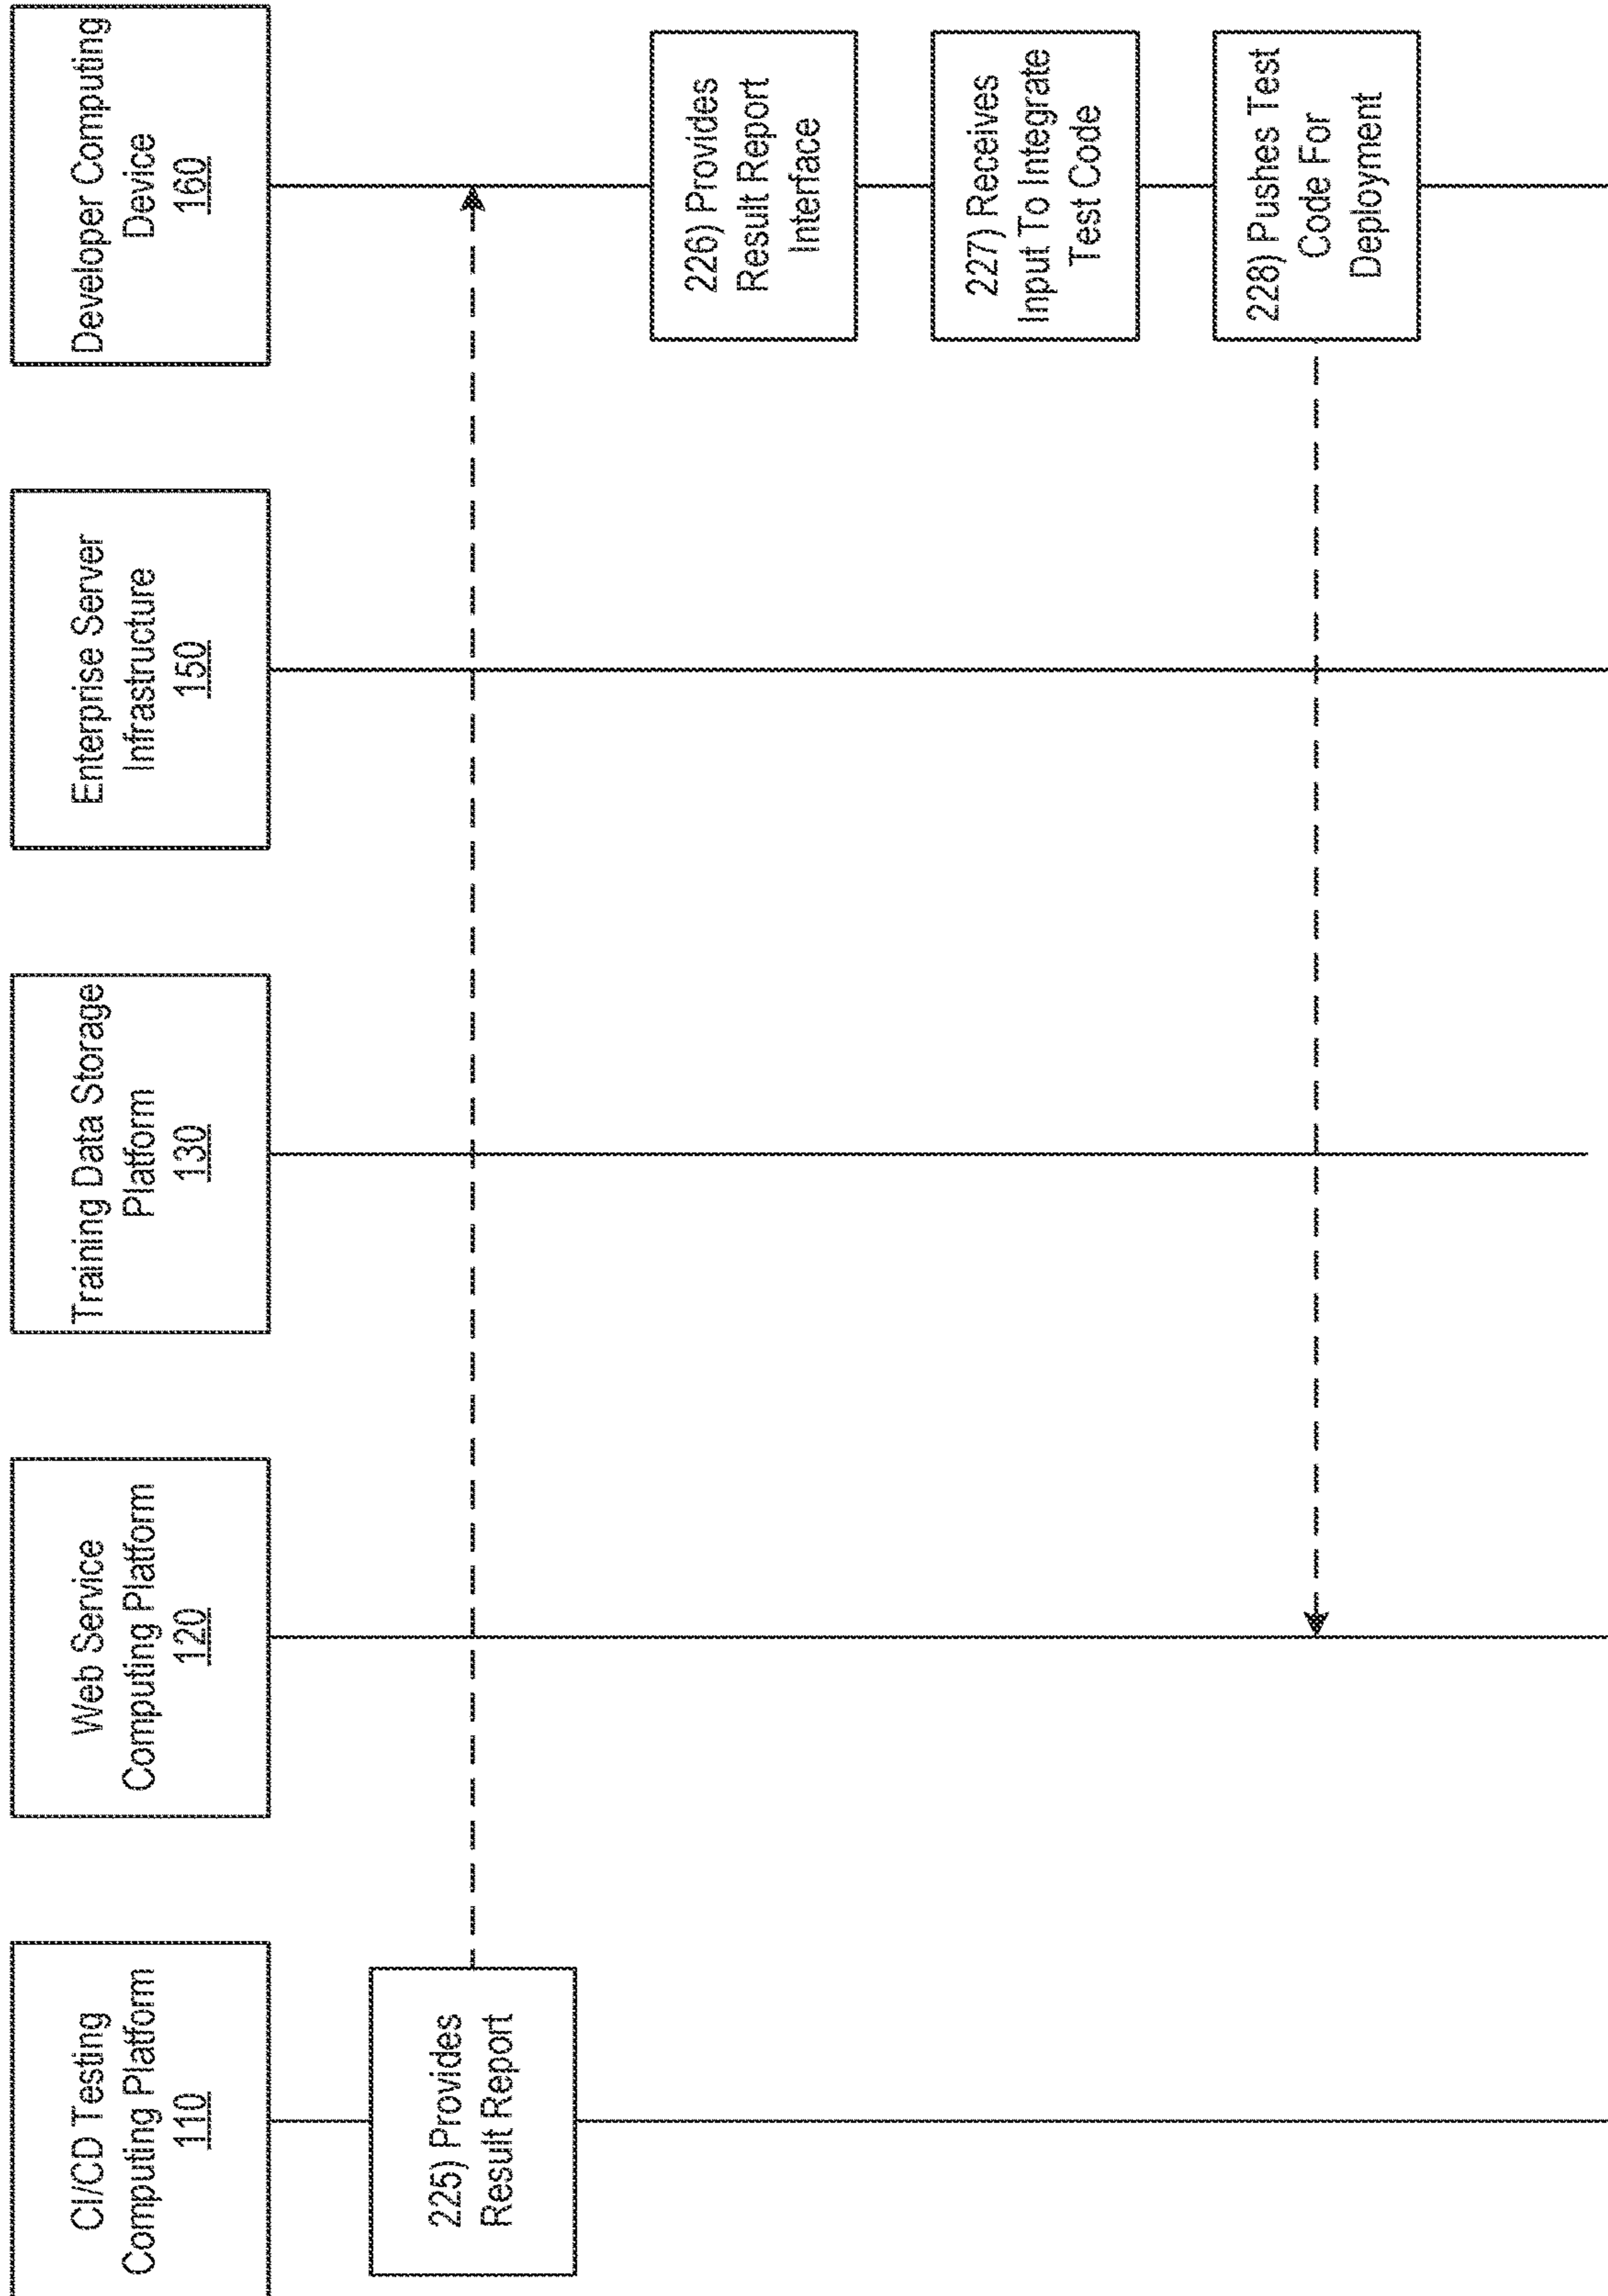 CI/CD Testing
Computing Platform
110
Web Service
Computing Platform
120
Training Data Storage
Platform
130
Enterprise Server
Infrastructure
150
Developer Computing
Device
160
225) Provides
Result Report
226) Provides
Result Report
Interface
227) Receives
Input To Integrate
Test Code
228) Pushes Test
Code For
Deployment